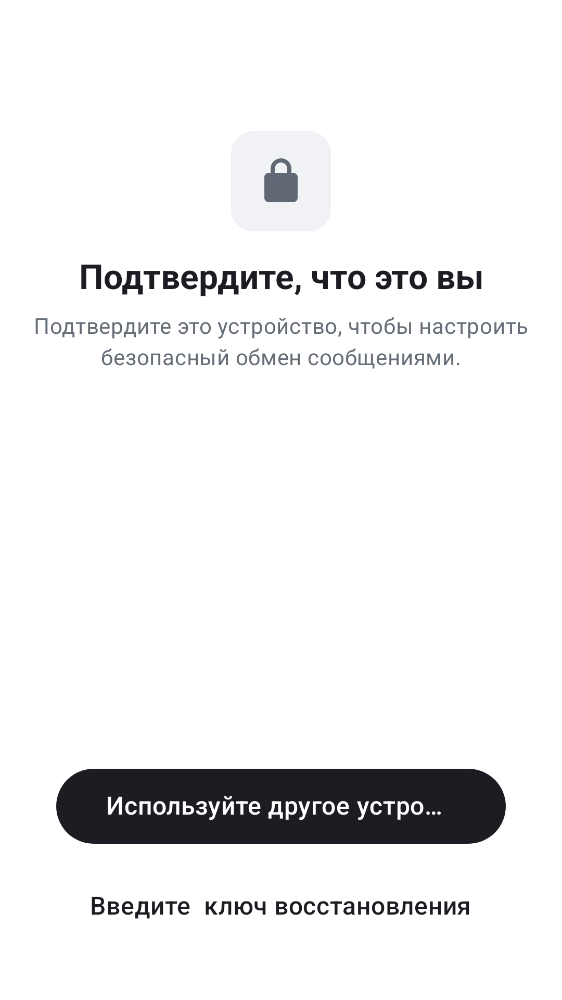 Подтвердите, что это вы
Подтвердите это устройство, чтобы настроить
безопасный обмен сообщениями.
Используйте другое устро...
Введите  ключ восстановления